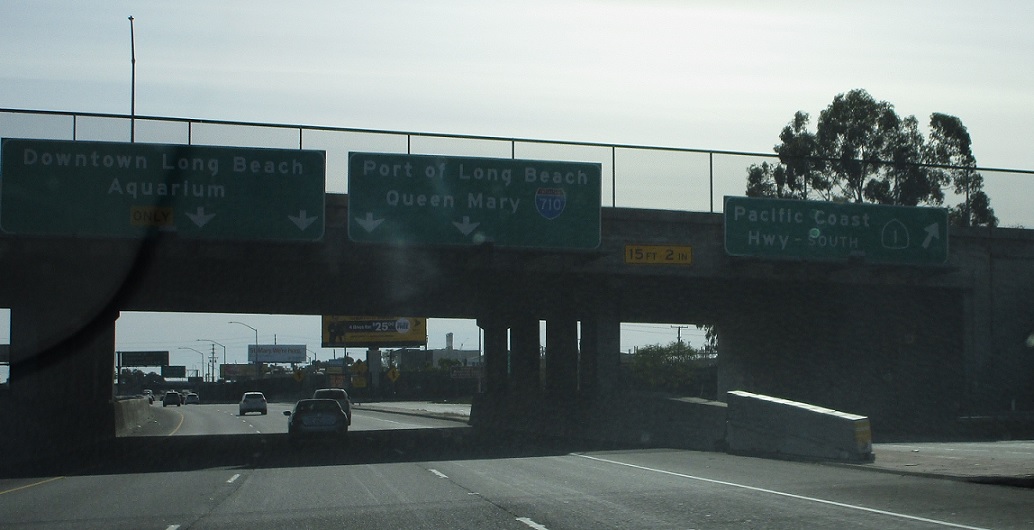 Downtown Long Beach
Aquarium
ONLY
Port of Long Beach
Queen Mary 710
15 FT 2 IN
Pacific Coast
Hwy - SOUTH 1
$25